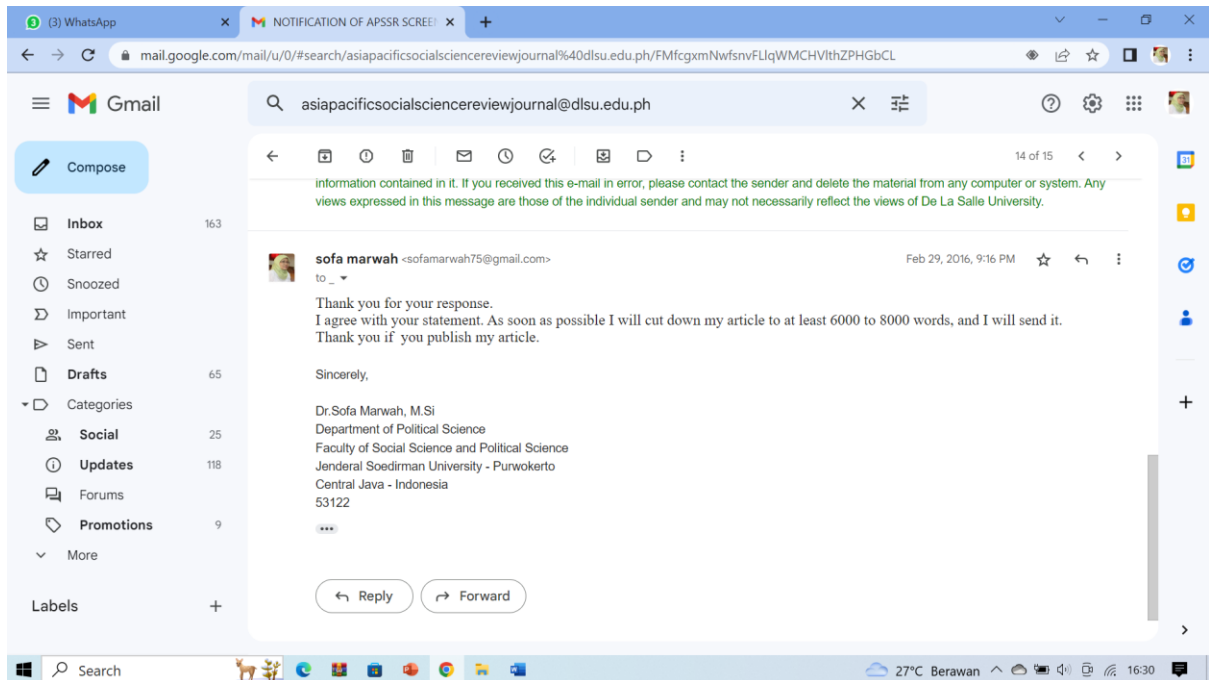 (3) WhatsApp
NOTIFICATION OF APSSR SCREEN
mail.google.com/mail/u/0/#search/asiapacificsocialsciencereviewjournal%40dlsu.edu.ph/FMfcgxmNwfsnvFLlqWMCHVlthZPHGbCL
Gmail
asiapacificsocialsciencereviewjournal@dlsu.edu.ph
Compose
14 of 15
31
information contained in it. If you received this e-mail in error, please contact the sender and delete the material from any computer or system. Any
views expressed in this message are those of the individual sender and may not necessarily reflect the views of De La Salle University.
Inbox 163
Starred
Snoozed
Important
Sent
Drafts 65
Categories
Social 25
Updates 118
Forums
Promotions 9
More
Labels
sofa marwah <sofamarwah75@gmail.com>
Feb 29, 2016, 9:16 PM
to _
Thank you for your response.
I agree with your statement. As soon as possible I will cut down my article to at least 6000 to 8000 words, and I will send it.
Thank you if you publish my article.
Sincerely,
Dr.Sofa Marwah, M.Si
Department of Political Science
Faculty of Social Science and Political Science
Jenderal Soedirman University - Purwokerto
Central Java - Indonesia
53122
Reply
Forward
Search
27°C Berawan
16:30